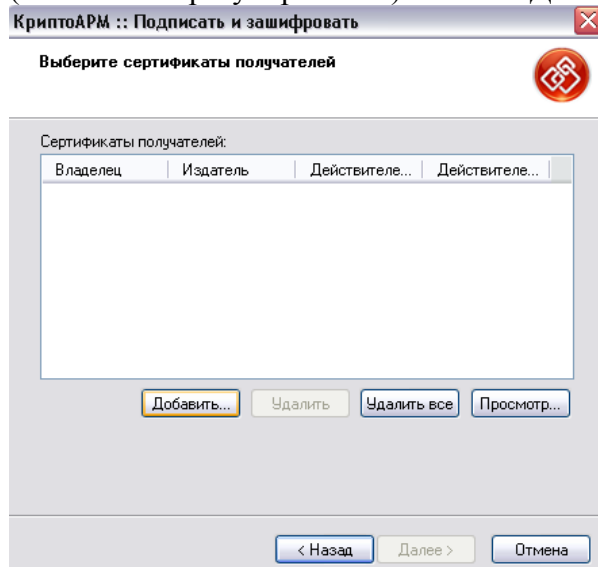 КриптоАРМ :: Подписать и зашифровать
Выберите сертификаты получателей
Сертификаты получателей:
Владелец Издатель Действителе... Действителе...
Добавить... Удалить Удалить все Просмотр...
< Назад Далее > Отмена